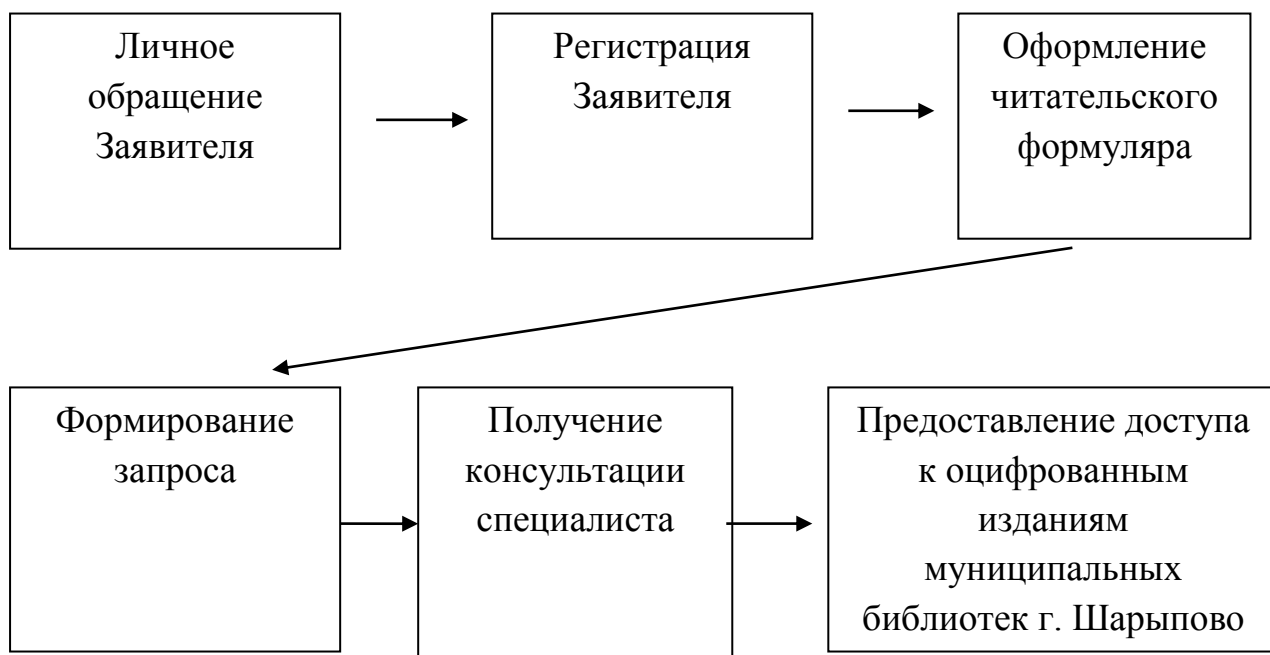 Личное
обращение
Заявителя
Регистрация
Заявителя
Оформление
читательского
формуляра
Формирование
запроса
Получение
консультации
специалиста
Предоставление доступа
к оцифрованным
изданиям
муниципальных
библиотек г. Шарыпово